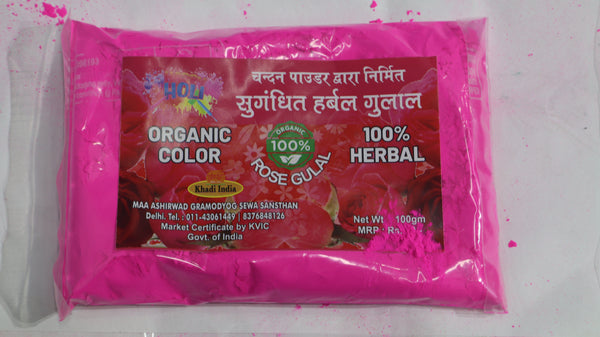 HOLI
चन्दन पाउडर द्वारा निर्मित
सुगंधित हर्बल गुलाल
ORGANIC
COLOR
ORGANIC
100%
ROSE GULAL
100%
HERBAL
Khadi India
MAA ASHIRWAD GRAMODYOG SEWA SANSTHAN
Delhi. Tel. : 011-43061449 | 8376848126
Market Certificate by KVIC
Govt. of India
Net Wt. 100gm
MRP : Rs.